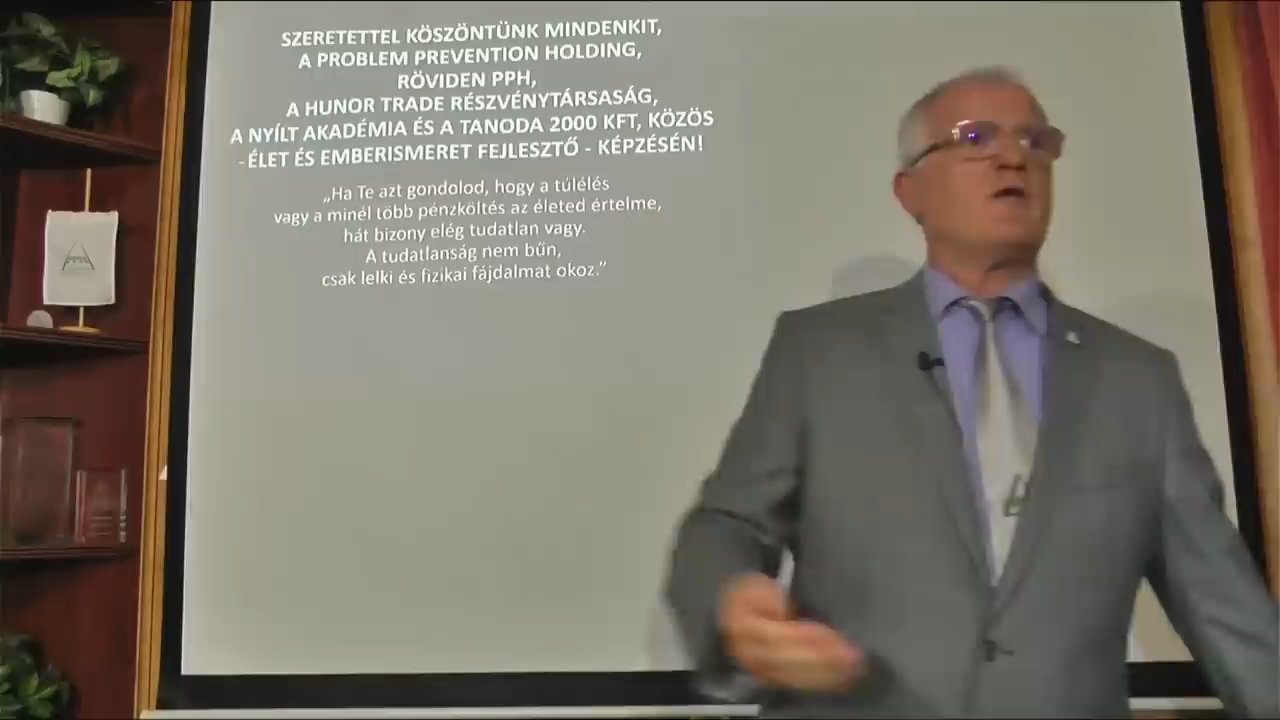 SZERETETTEL KÖSZÖNTÜNK MINDENKIT,
A PROBLEM PREVENTION HOLDING,
RÖVIDEN PPH,
A HUNOR TRADE RÉSZVÉNYTÁRSASÁG,
A NYÍLT AKADÉMIA ÉS A TANODA 2000 KFT, KÖZÖS
- ÉLET ÉS EMBERISMERET FEJLESZTŐ - KÉPZÉSÉN!
„Ha Te azt gondolod, hogy a túlélés
vagy a minél több pénzköltés az életed értelme,
hát bizony elég tudatlan vagy.
A tudatlanság nem bűn,
csak lelki és fizikai fájdalmat okoz.”